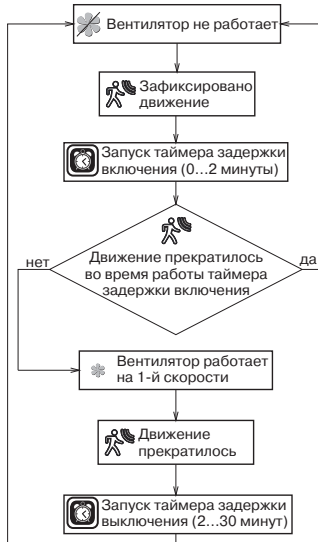 Вентилятор не работает
Зафиксировано
движение
Запуск таймера задержки
включения (0...2 минуты)
Движение прекратилось
во время работы таймера
задержки включения
нет
да
Вентилятор работает
на 1-й скорости
Движение
прекратилось
Запуск таймера задержки
выключения (2...30 минут)